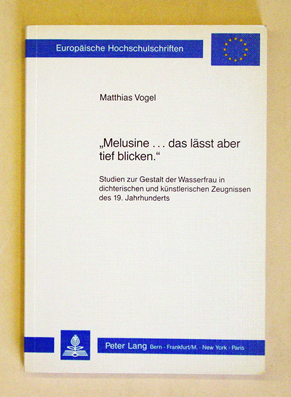 Europäische Hochschulschriften
Matthias Vogel
„Melusine . . . das lässt aber
tief blicken.“
Studien zur Gestalt der Wasserfrau in
dichterischen und künstlerischen Zeugnissen
des 19. Jahrhunderts
Peter Lang Bern · Frankfurt/M. · New York · Paris